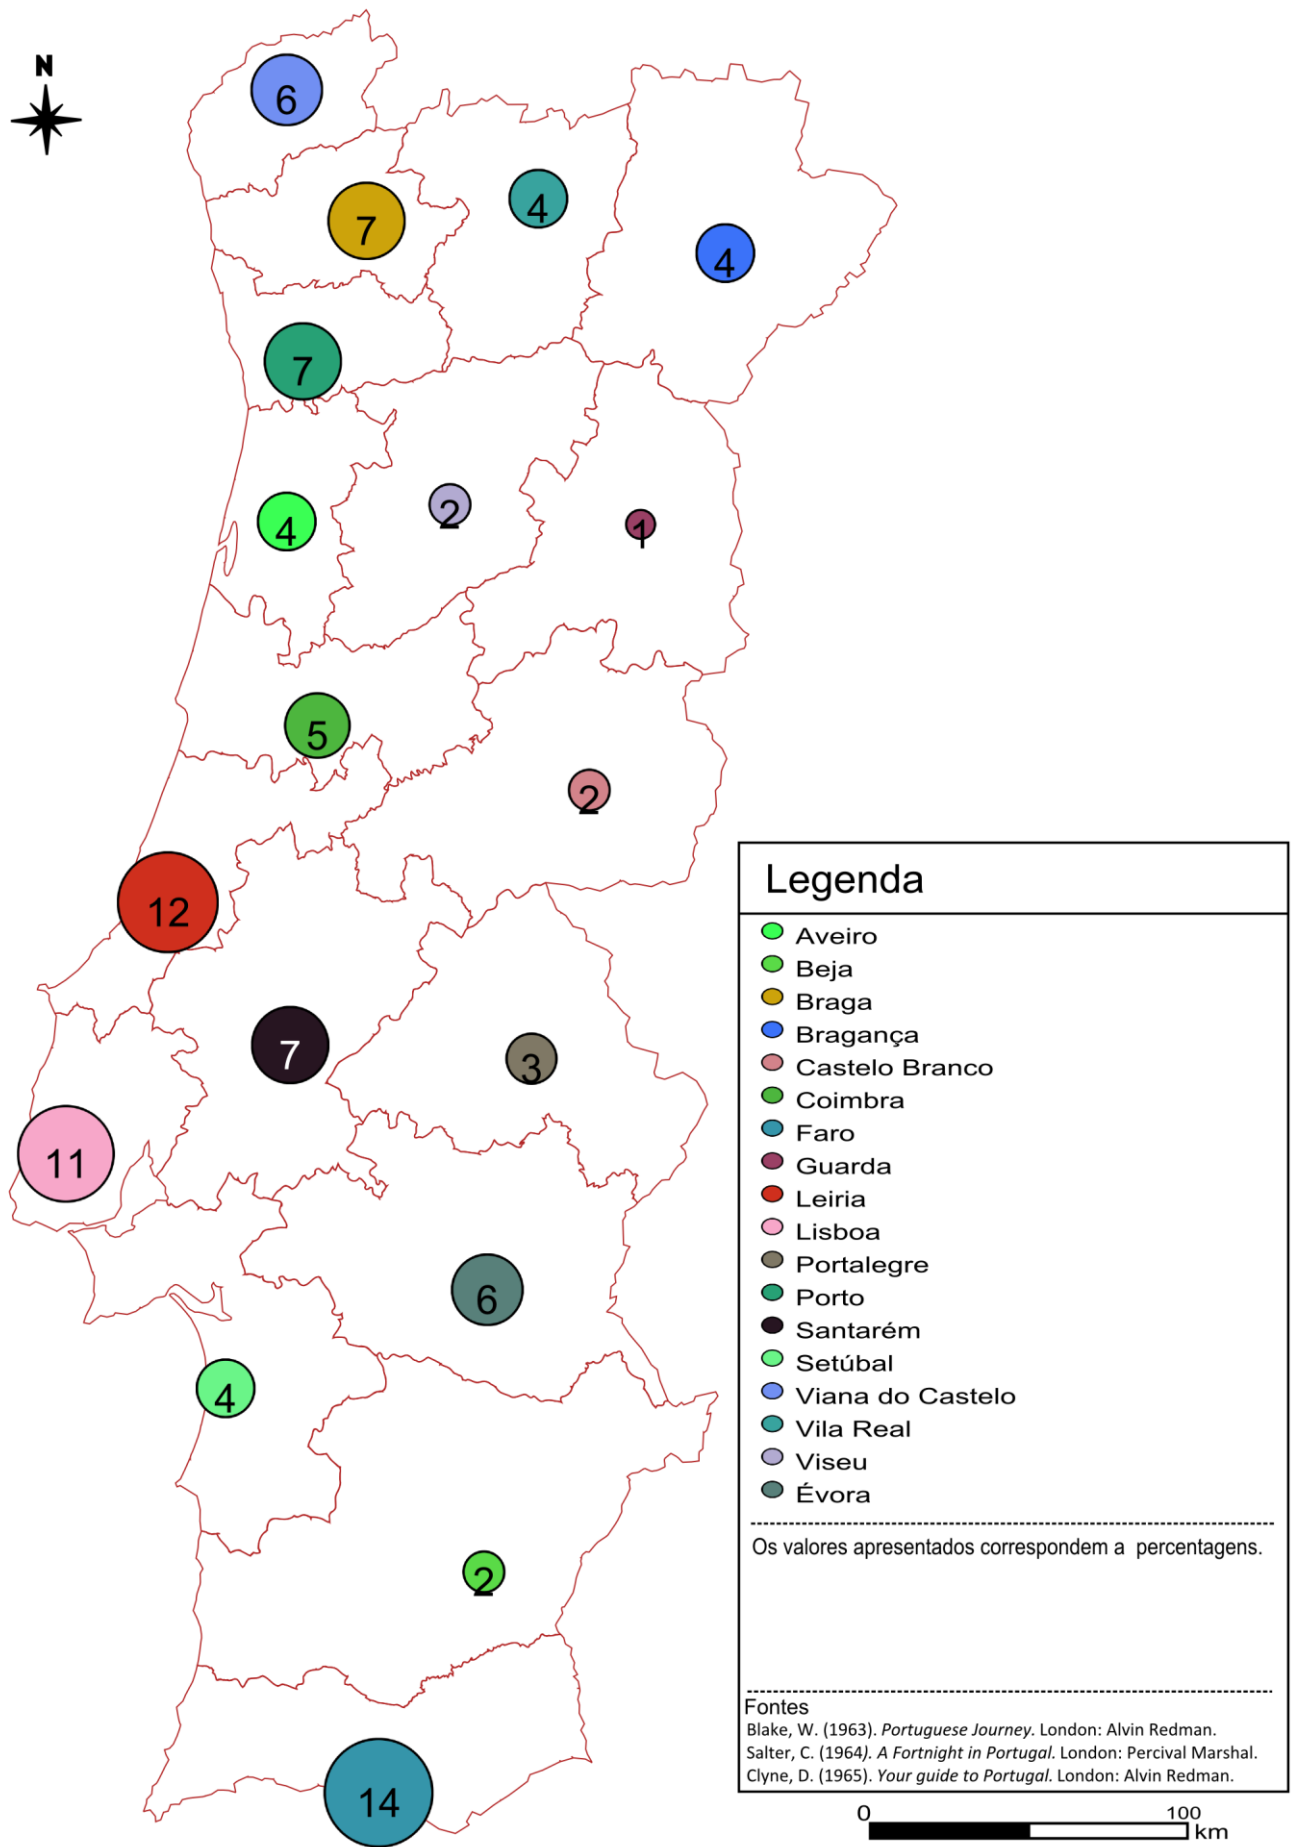 N
6
7
4
4
7
4
2
1
5
2
12
7
3
11
6
4
2
14
Legenda
Aveiro
Beja
Braga
Bragança
Castelo Branco
Coimbra
Faro
Guarda
Leiria
Lisboa
Portalegre
Porto
Santarém
Setúbal
Viana do Castelo
Vila Real
Viseu
Évora
Os valores apresentados correspondem a percentagens.
Fontes
Blake, W. (1963). Portuguese Journey. London: Alvin Redman.
Salter, C. (1964). A Fortnight in Portugal. London: Percival Marshal.
Clyne, D. (1965). Your guide to Portugal. London: Alvin Redman.
0 100
km